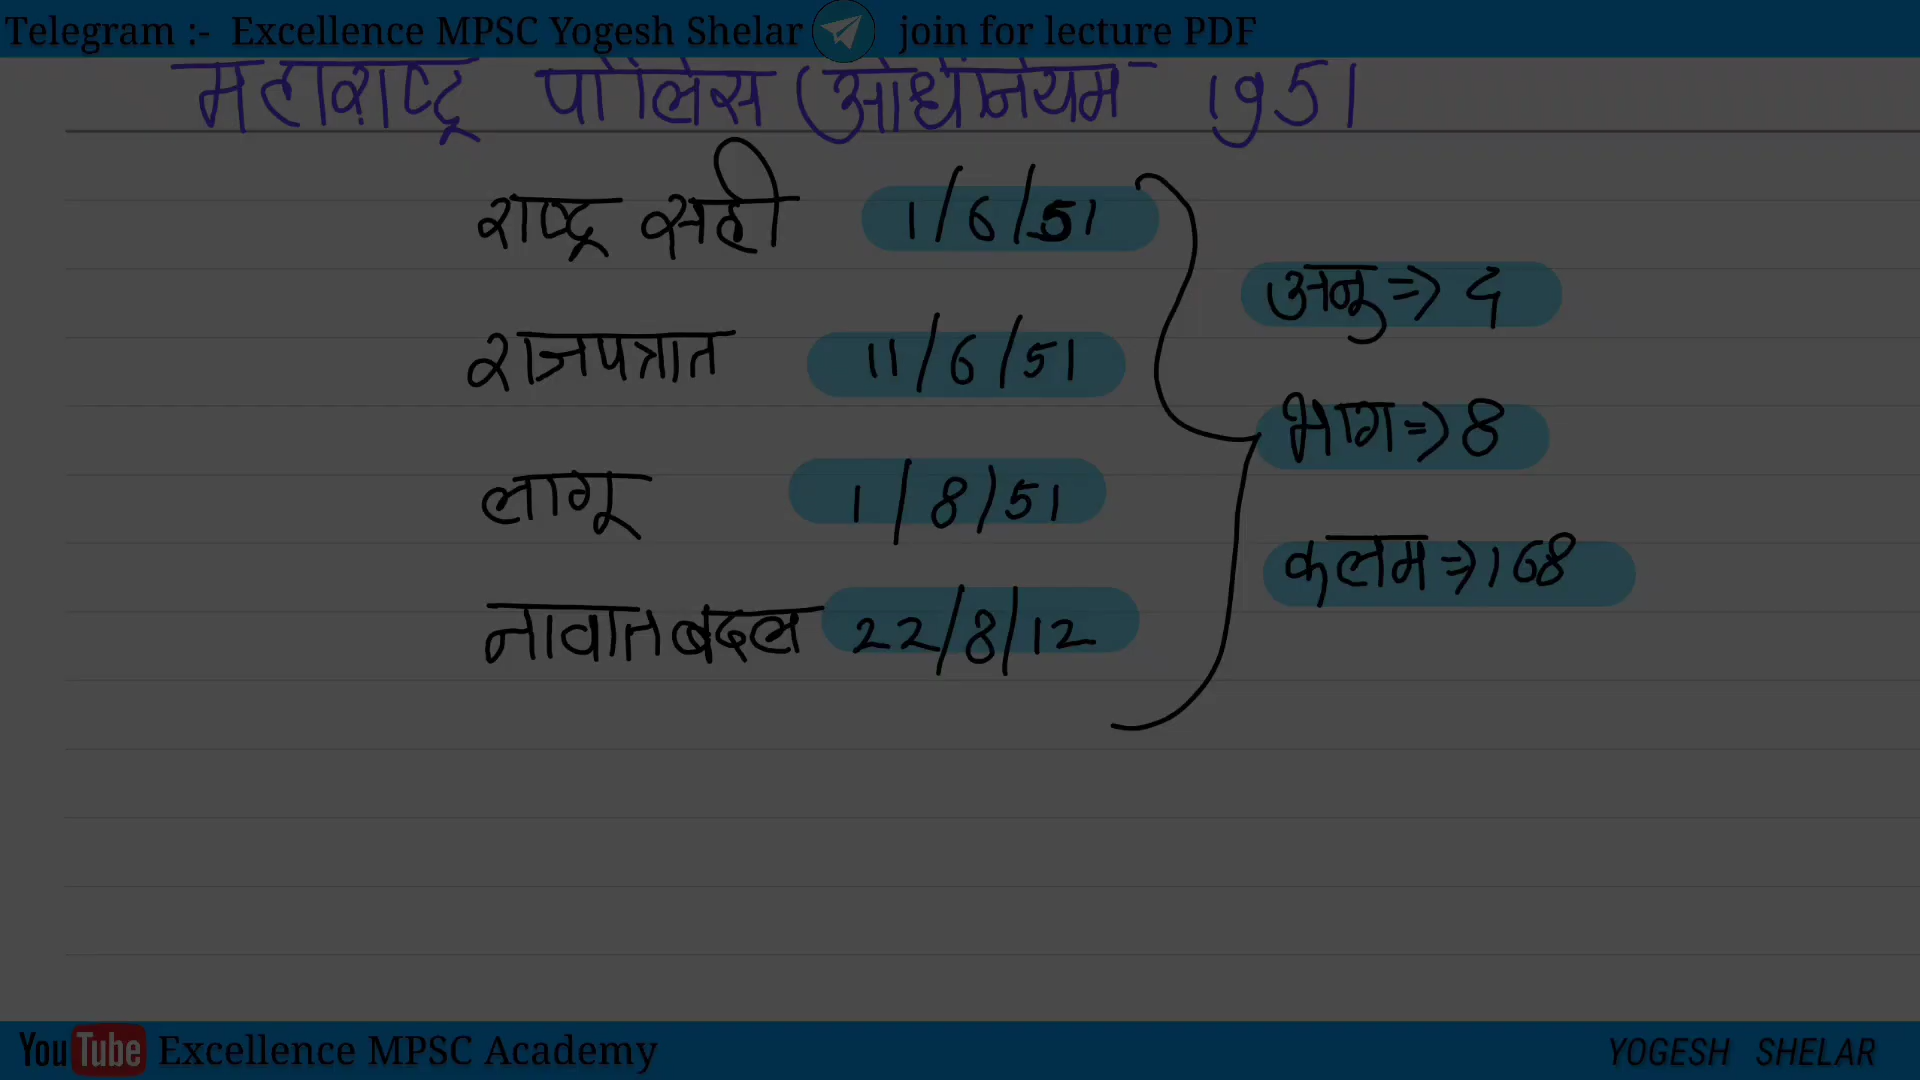 Telegram :- Excellence MPSC Yogesh Shelar join for lecture PDF
महाराष्ट्र पोलिस (अधिनियम 1951
राष्ट्र सही 1/6/51
राजपत्रात 11/6/51
लागू 1/8/51
नावात बदल 22/8/12
अनु => 4
भाग => 8
कलम => 168
YouTube Excellence MPSC Academy
YOGESH SHELAR